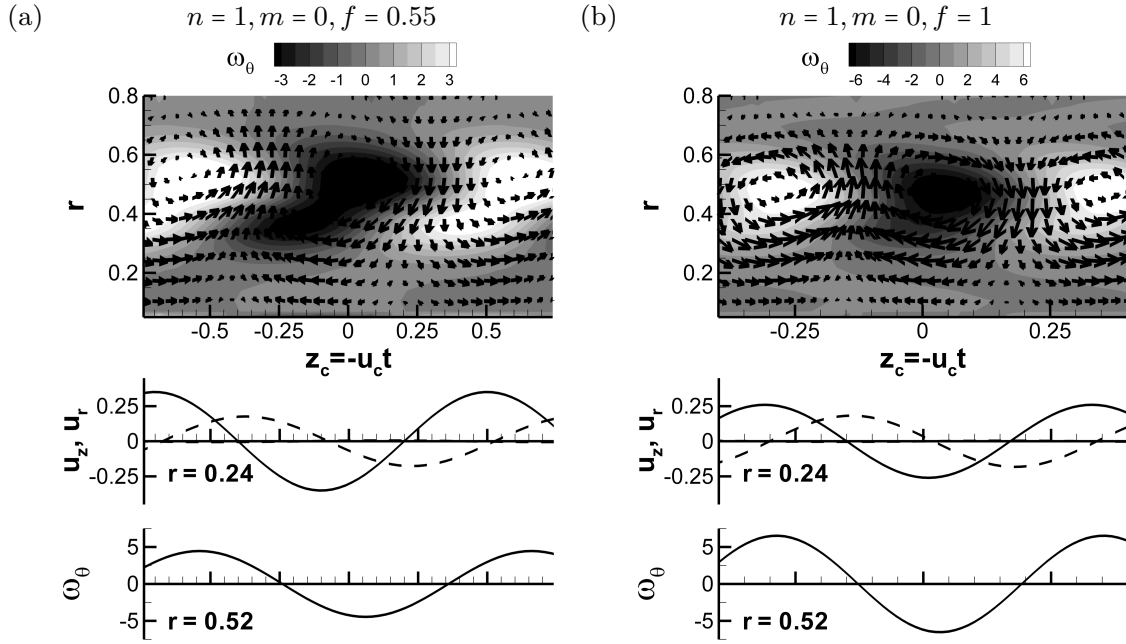 (a)
n = 1, m = 0, f = 0.55
ω_θ
-3 -2 -1 0 1 2 3
r
0.8
0.6
0.4
0.2
-0.5 -0.25 0 0.25 0.5
z_c=-u_c t
u_z, u_r
0.25
0
-0.25
r = 0.24
ω_θ
5
0
-5
r = 0.52
(b)
n = 1, m = 0, f = 1
ω_θ
-6 -4 -2 0 2 4 6
r
0.8
0.6
0.4
0.2
-0.25 0 0.25
z_c=-u_c t
u_z, u_r
0.25
0
-0.25
r = 0.24
ω_θ
5
0
-5
r = 0.52